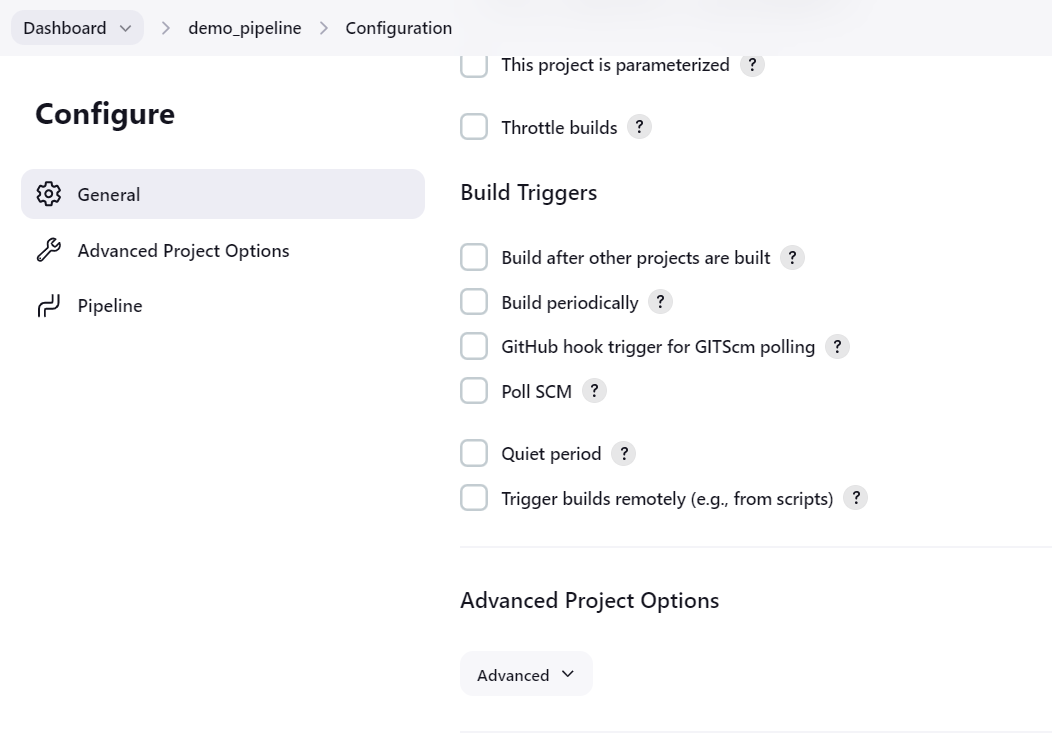 Dashboard > demo_pipeline > Configuration
This project is parameterized ?
Configure
Throttle builds ?
General
Build Triggers
Advanced Project Options
Build after other projects are built ?
Pipeline
Build periodically ?
GitHub hook trigger for GITScm polling ?
Poll SCM ?
Quiet period ?
Trigger builds remotely (e.g., from scripts) ?
Advanced Project Options
Advanced